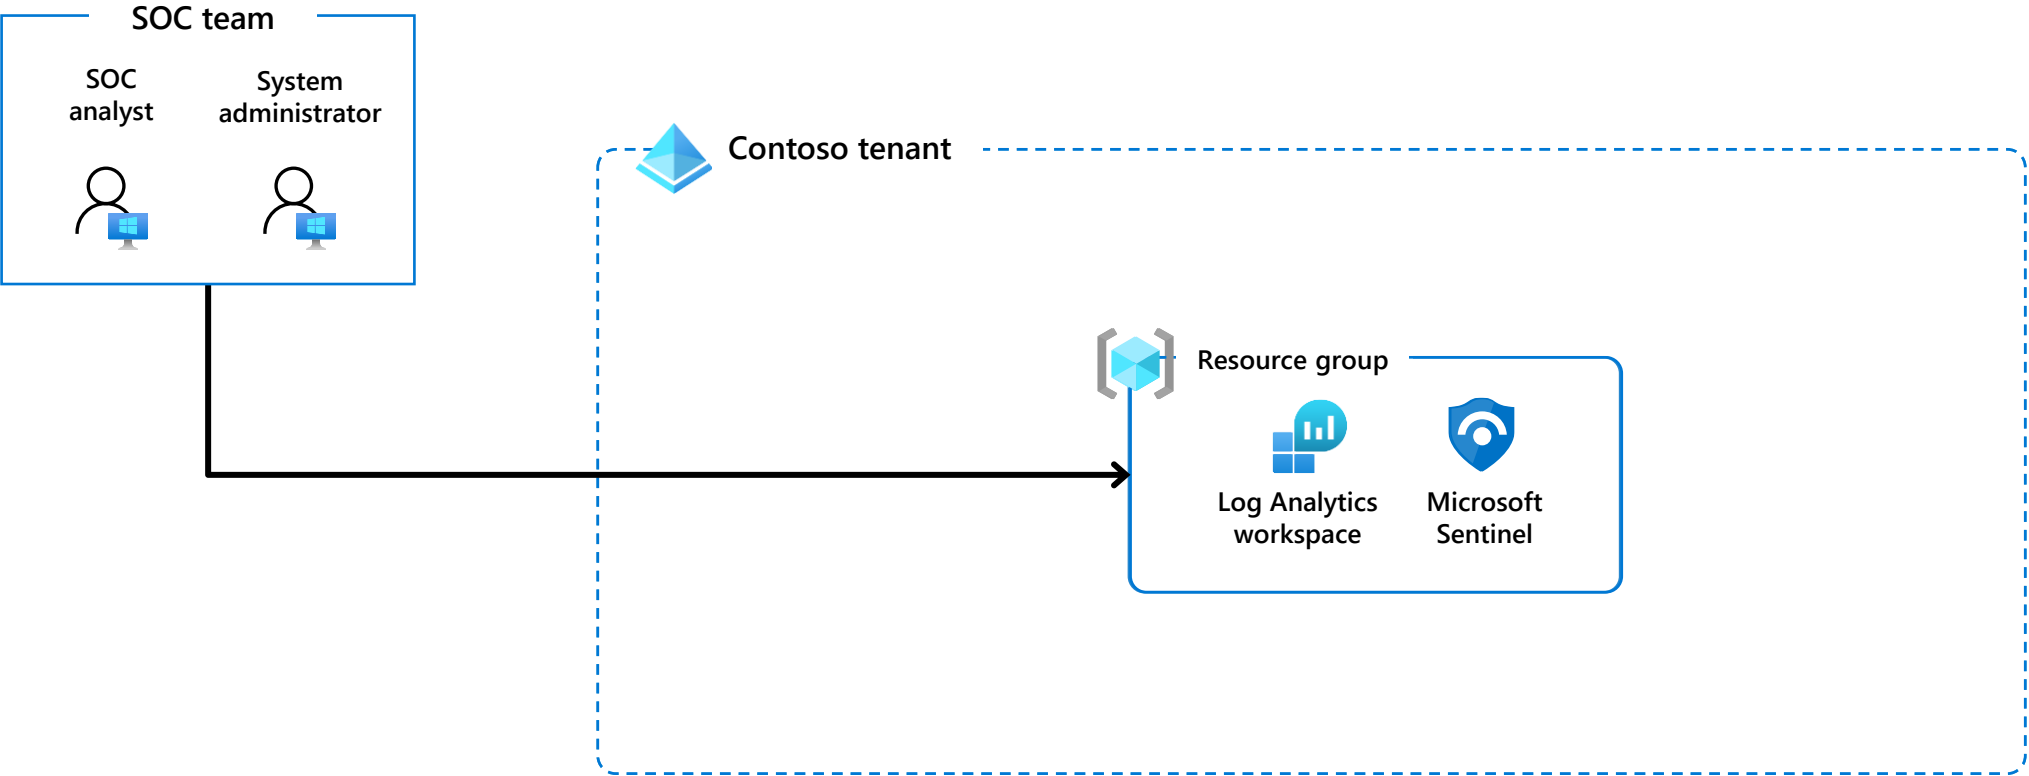 SOC team
SOC
analyst
System
administrator
Contoso tenant
Resource group
Log Analytics
workspace
Microsoft
Sentinel